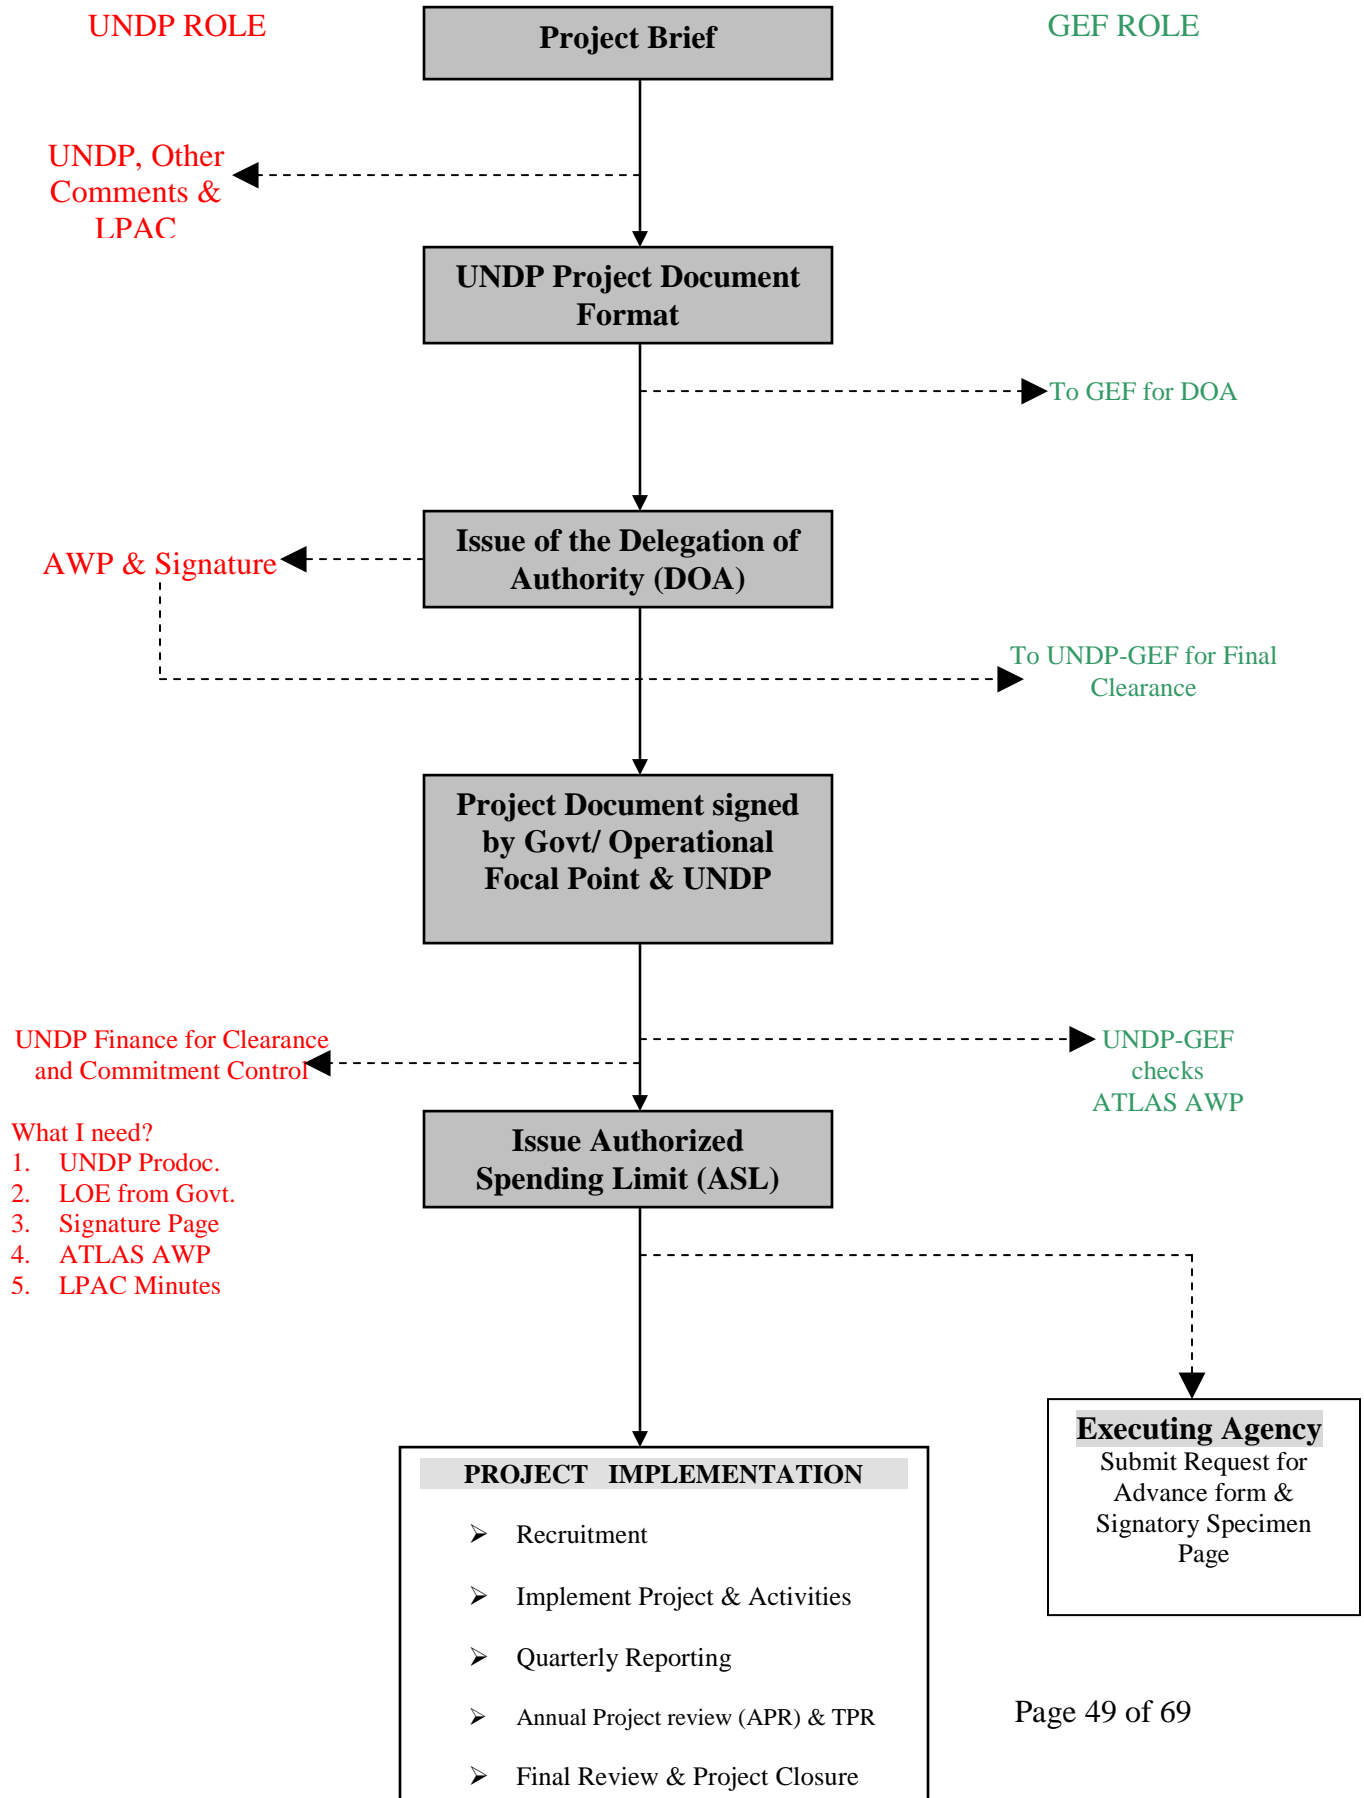 UNDP ROLE
Project Brief
GEF ROLE
UNDP, Other
Comments &
LPAC
UNDP Project Document
Format
To GEF for DOA
Issue of the Delegation of
Authority (DOA)
AWP & Signature
To UNDP-GEF for Final
Clearance
Project Document signed
by Govt/ Operational
Focal Point & UNDP
UNDP Finance for Clearance
and Commitment Control
UNDP-GEF
checks
ATLAS AWP
What I need?
1. UNDP Prodoc.
2. LOE from Govt.
3. Signature Page
4. ATLAS AWP
5. LPAC Minutes
Issue Authorized
Spending Limit (ASL)
Executing Agency
Submit Request for
Advance form &
Signatory Specimen
Page
PROJECT IMPLEMENTATION
➢ Recruitment
➢ Implement Project & Activities
➢ Quarterly Reporting
➢ Annual Project review (APR) & TPR
➢ Final Review & Project Closure
Page 49 of 69